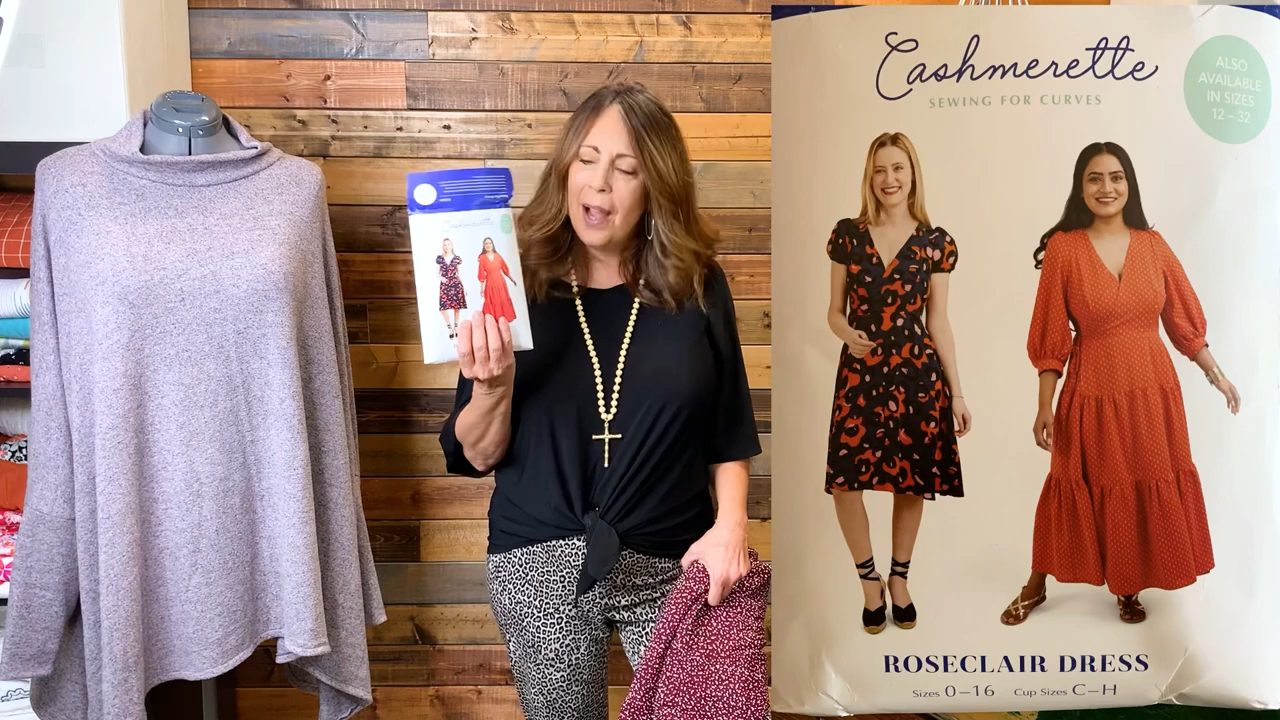 Cashmerette
SEWING FOR CURVES
ALSO
AVAILABLE
IN SIZES
12 – 32
ROSECLAIR DRESS
Sizes 0–16 Cup Sizes C–H